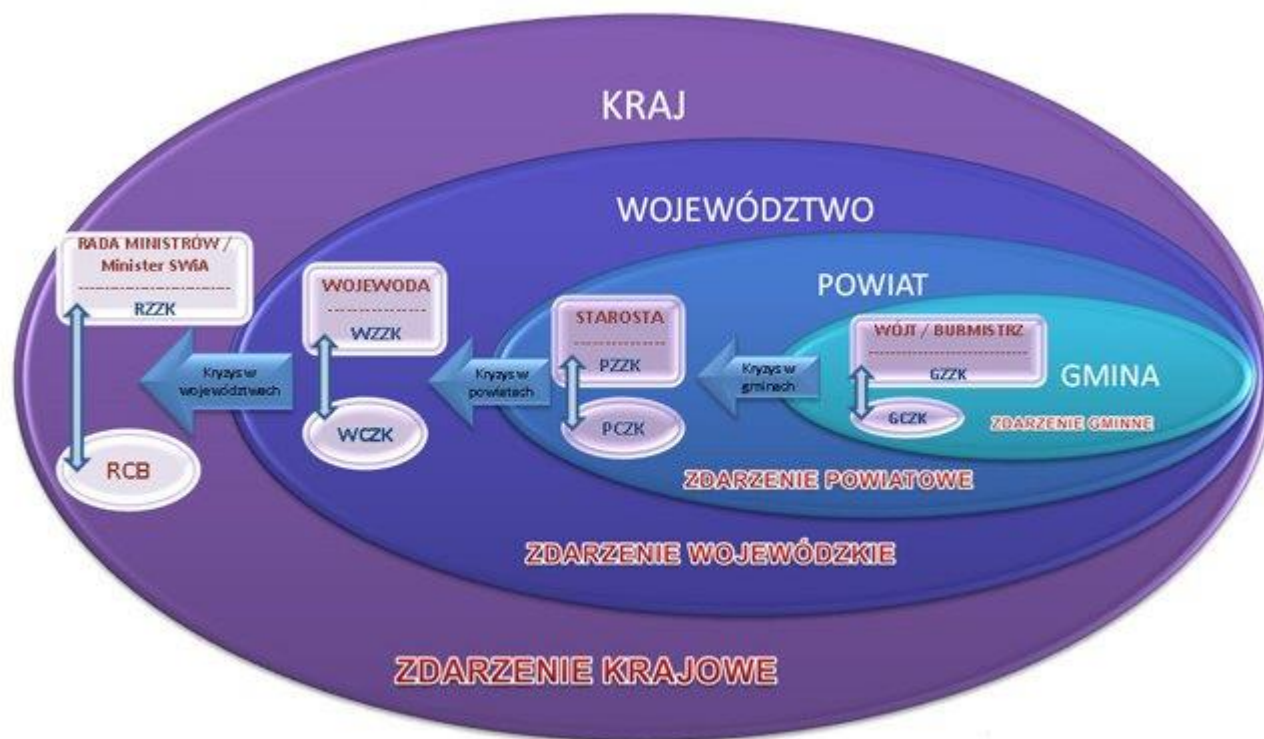 KRAJ
WOJEWÓDZTWO
POWIAT
GMINA
RADA MINISTRÓW /
Minister SWiA
----------------------------
RZZK
RCB
Kryzys w
województwach
WOJEWODA
----------------
WZZK
WCZK
Kryzys w
powiatach
STAROSTA
----------------
PZZK
PCZK
Kryzys w
gminach
WÓJT / BURMISTRZ
----------------------------
GZZK
GCZK
ZDARZENIE GMINNE
ZDARZENIE POWIATOWE
ZDARZENIE WOJEWÓDZKIE
ZDARZENIE KRAJOWE